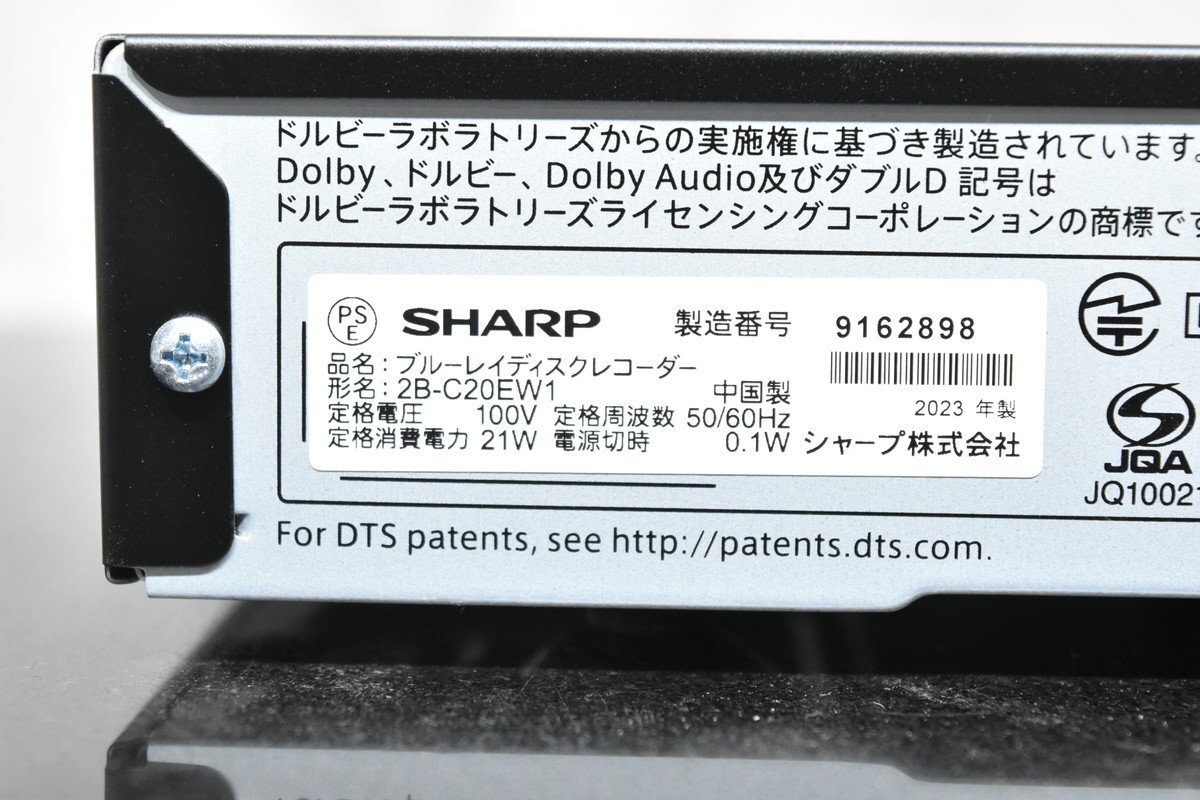 ドルビーラボラトリーズからの実施権に基づき製造されています。
Dolby、ドルビー、Dolby Audio及びダブルD 記号は
ドルビーラボラトリーズライセンシングコーポレーションの商標です
PS
E
SHARP 製造番号 9162898
品名:ブルーレイディスクレコーダー
形名:2B-C20EW1 中国製
2023 年製
定格電圧 100V 定格周波数 50/60Hz
定格消費電力 21W 電源切時 0.1W シャープ株式会社
JQA
JQ10021
For DTS patents, see http://patents.dts.com.